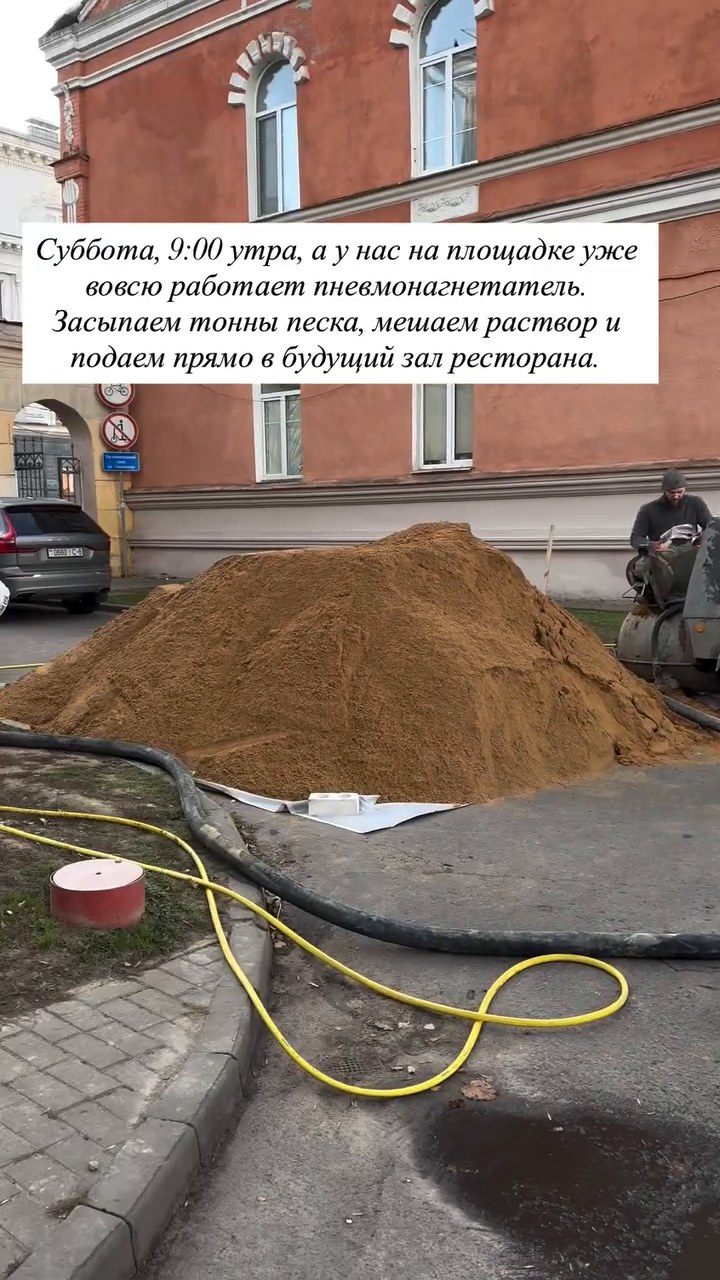 Суббота, 9:00 утра, а у нас на площадке уже
вовсю работает пневмонагнетатель.
Засыпаем тонны песка, мешаем раствор и
подаем прямо в будущий зал ресторана.